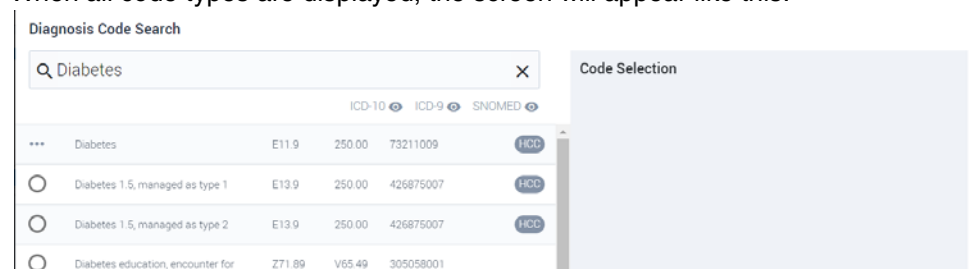 When all code types are displayed, the screen will appear like this:
Diagnosis Code Search
Diabetes
Code Selection
ICD-10 ICD-9 SNOMED
Diabetes E11.9 250.00 73211009 HCC
Diabetes 1.5, managed as type 1 E13.9 250.00 426875007 HCC
Diabetes 1.5, managed as type 2 E13.9 250.00 426875007 HCC
Diabetes education, encounter for Z71.89 V65.49 305058001